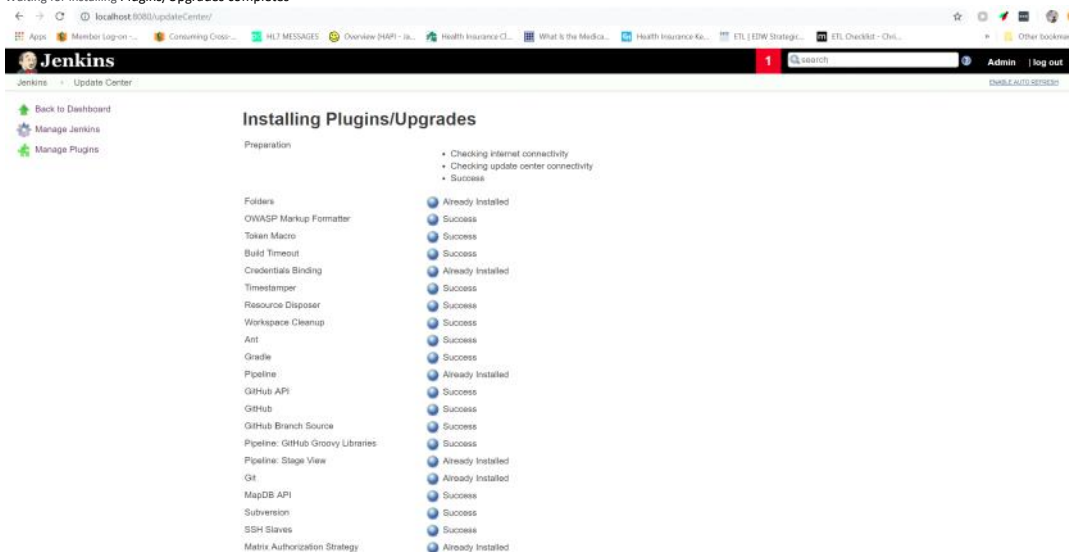 Waiting for installing Plugins/Upgrades completes
localhost:8080/updateCenter/
Apps Member Log-on -... Consuming Cross-... HL7 MESSAGES Overview (HAPI) - Ja... Health Insurance Cl... What is the Medica... Health Insurance Ke... ETL | EDW Strategic... ETL Checklist - Chri... » Other bookmar
Jenkins 1 search Admin | log out
Jenkins Update Center ENABLE AUTO REFRESH
Back to Dashboard
Manage Jenkins
Manage Plugins
Installing Plugins/Upgrades
Preparation
• Checking internet connectivity
• Checking update center connectivity
• Success
Folders Already Installed
OWASP Markup Formatter Success
Token Macro Success
Build Timeout Success
Credentials Binding Already Installed
Timestamper Success
Resource Disposer Success
Workspace Cleanup Success
Ant Success
Gradle Success
Pipeline Already Installed
GitHub API Success
GitHub Success
GitHub Branch Source Success
Pipeline: GitHub Groovy Libraries Success
Pipeline: Stage View Already Installed
Git Already Installed
MapDB API Success
Subversion Success
SSH Slaves Success
Matrix Authorization Strategy Already Installed